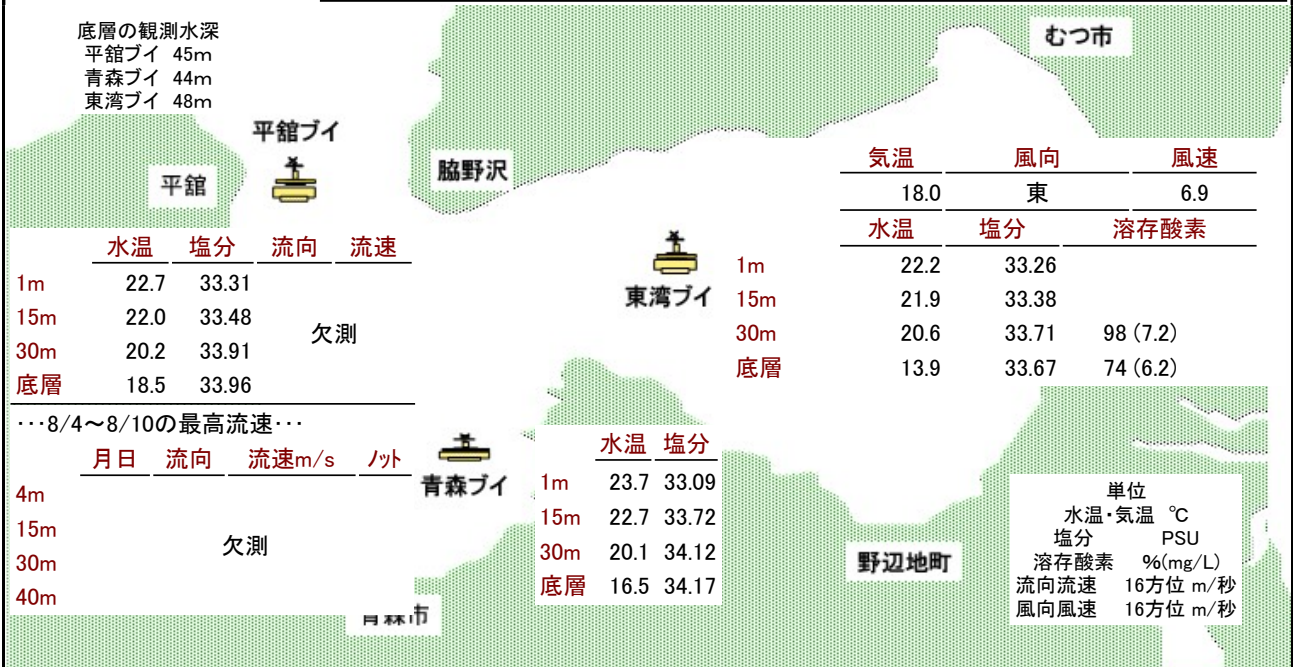 底層の観測水深
平舘ブイ 45m
青森ブイ 44m
東湾ブイ 48m
むつ市
平舘ブイ
脇野沢
平舘
気温 風向 風速
18.0 東 6.9
水温 塩分 溶存酸素
1m 22.2 33.26
15m 21.9 33.38
30m 20.6 33.71 98 (7.2)
底層 13.9 33.67 74 (6.2)
東湾ブイ
水温 塩分 流向 流速
1m 22.7 33.31
15m 22.0 33.48
欠測
30m 20.2 33.91
底層 18.5 33.96
…8/4～8/10の最高流速…
月日 流向 流速m/s ノット
4m
15m
欠測
30m
40m
青森ブイ
水温 塩分
1m 23.7 33.09
15m 22.7 33.72
30m 20.1 34.12
底層 16.5 34.17
野辺地町
青森市
単位
水温・気温 ℃
塩分 PSU
溶存酸素 %(mg/L)
流向流速 16方位 m/秒
風向風速 16方位 m/秒